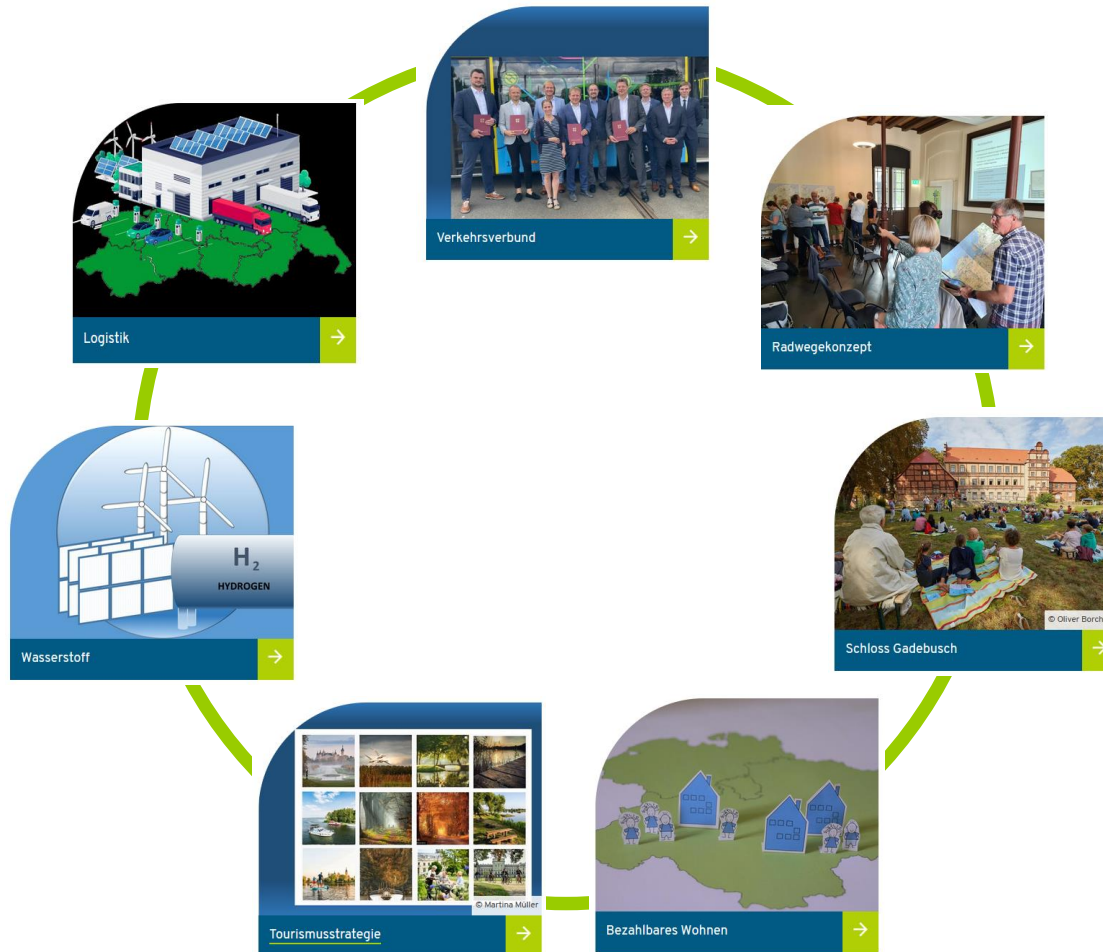 Verkehrsverbund
Logistik
Radwegekonzept
H₂
HYDROGEN
Wasserstoff
© Oliver Borch
Schloss Gadebusch
© Martina Müller
Tourismusstrategie
Bezahlbares Wohnen